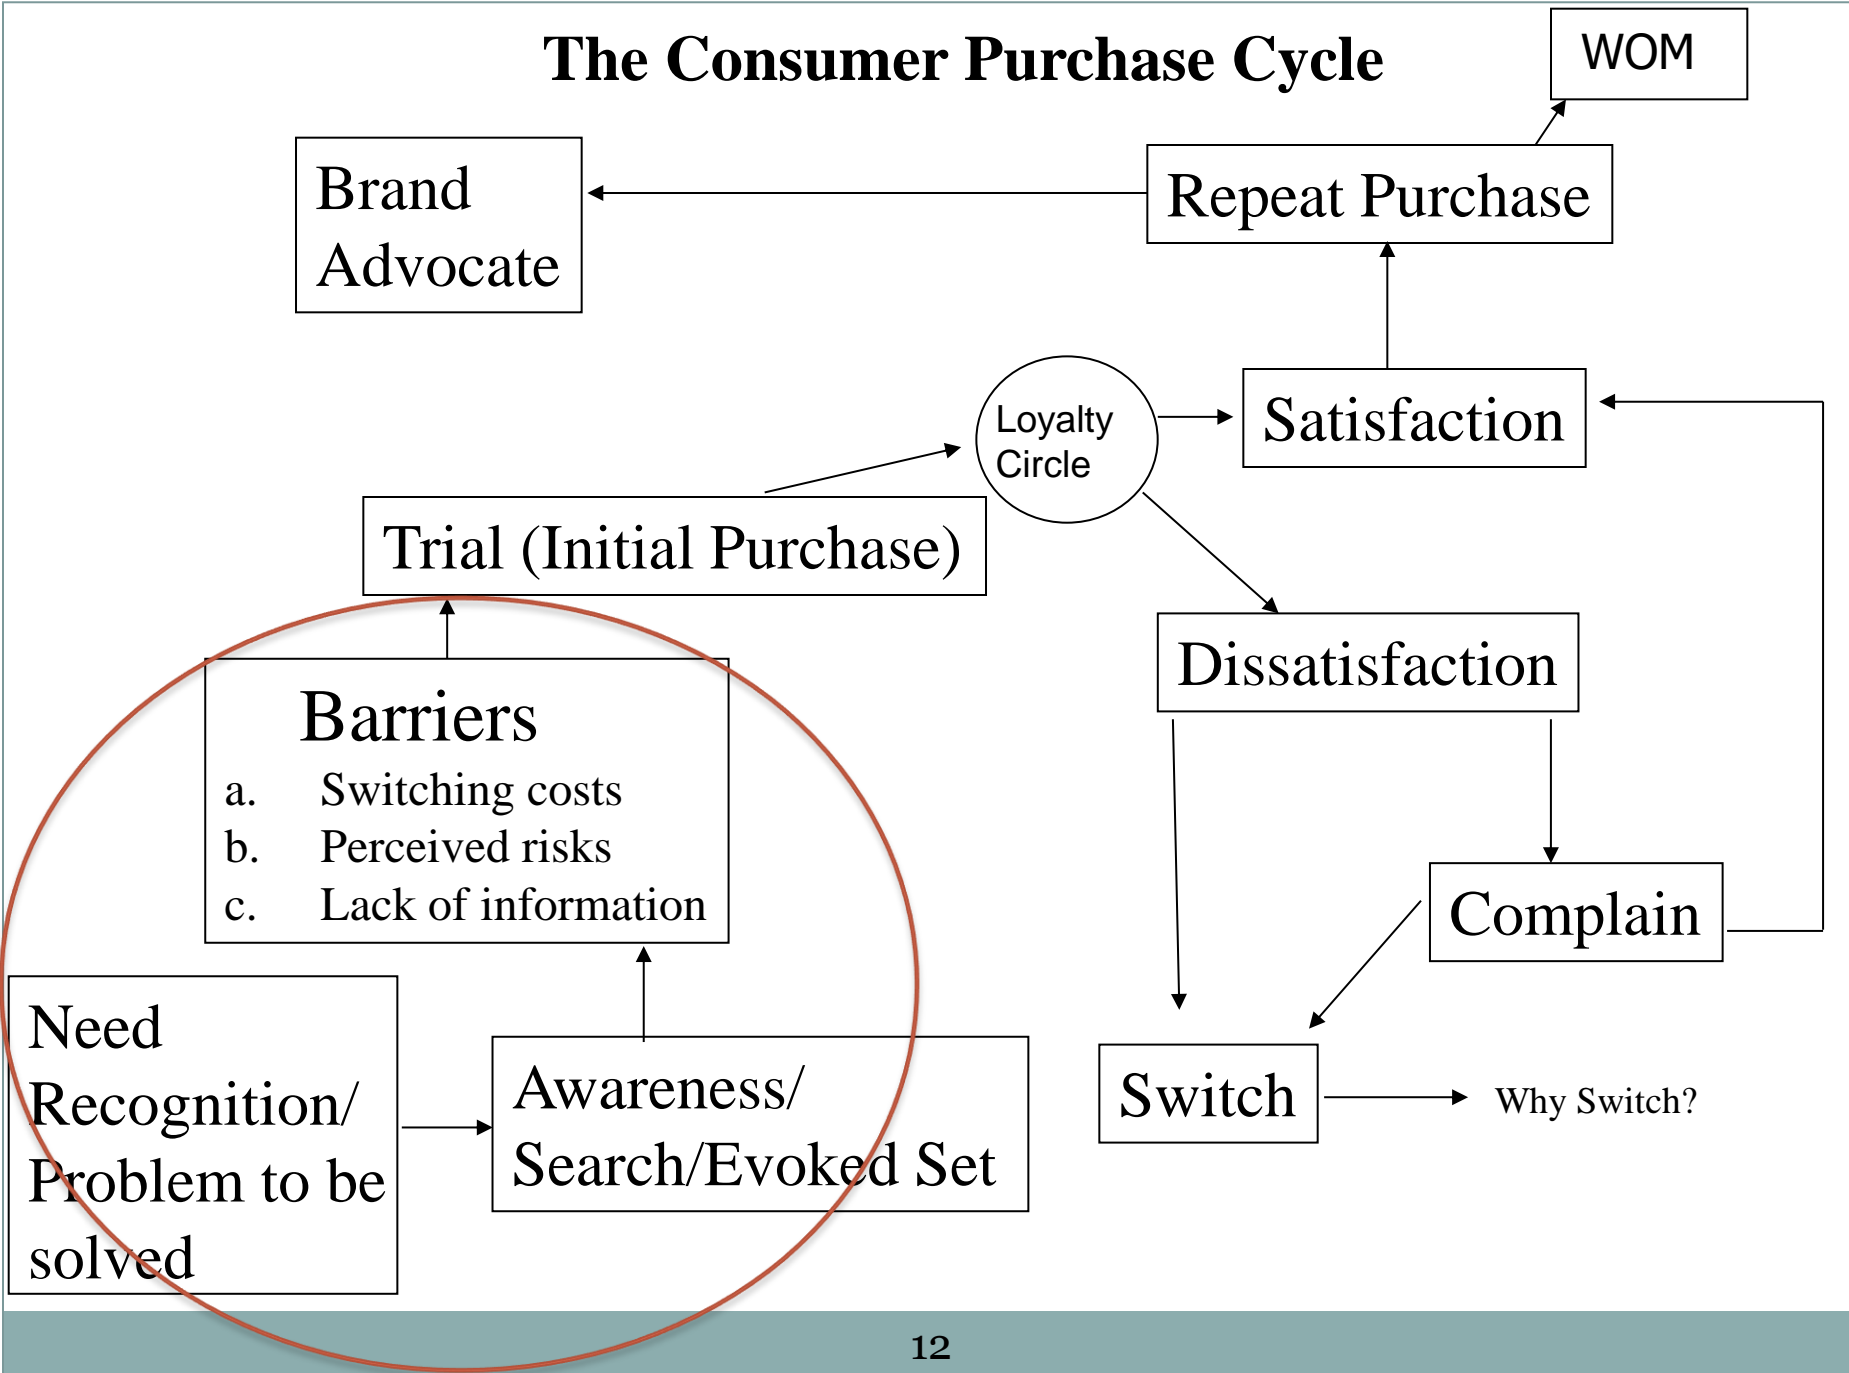 The Consumer Purchase Cycle
WOM
Brand
Advocate
Repeat Purchase
Loyalty
Circle
Satisfaction
Trial (Initial Purchase)
Dissatisfaction
Barriers
a. Switching costs
b. Perceived risks
c. Lack of information
Complain
Need
Recognition/
Problem to be
solved
Awareness/
Search/Evoked Set
Switch
Why Switch?
12